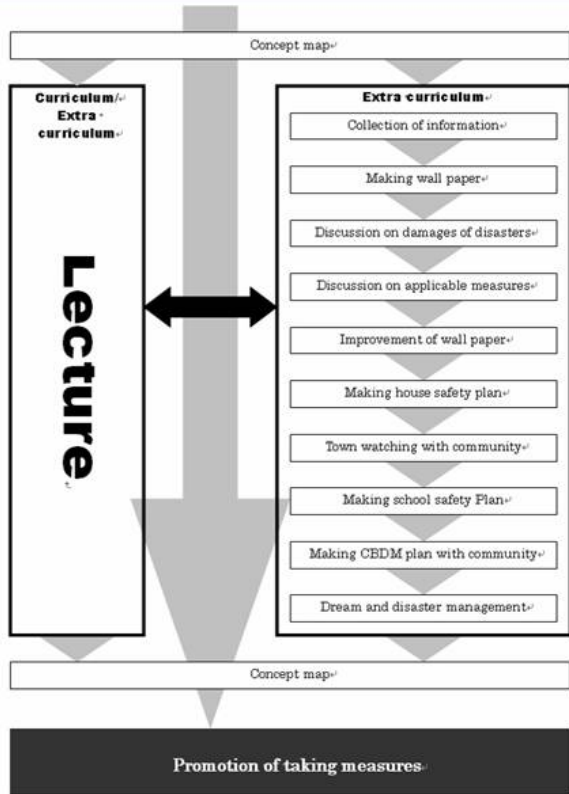 Concept map
Curriculum/
Extra-
curriculum
Lecture
Extra-curriculum
Collection of information
Making wall paper
Discussion on damages of disasters
Discussion on applicable measures
Improvement of wall paper
Making house safety plan
Town watching with community
Making school safety Plan
Making CBDM plan with community
Dream and disaster management
Concept map
Promotion of taking measures